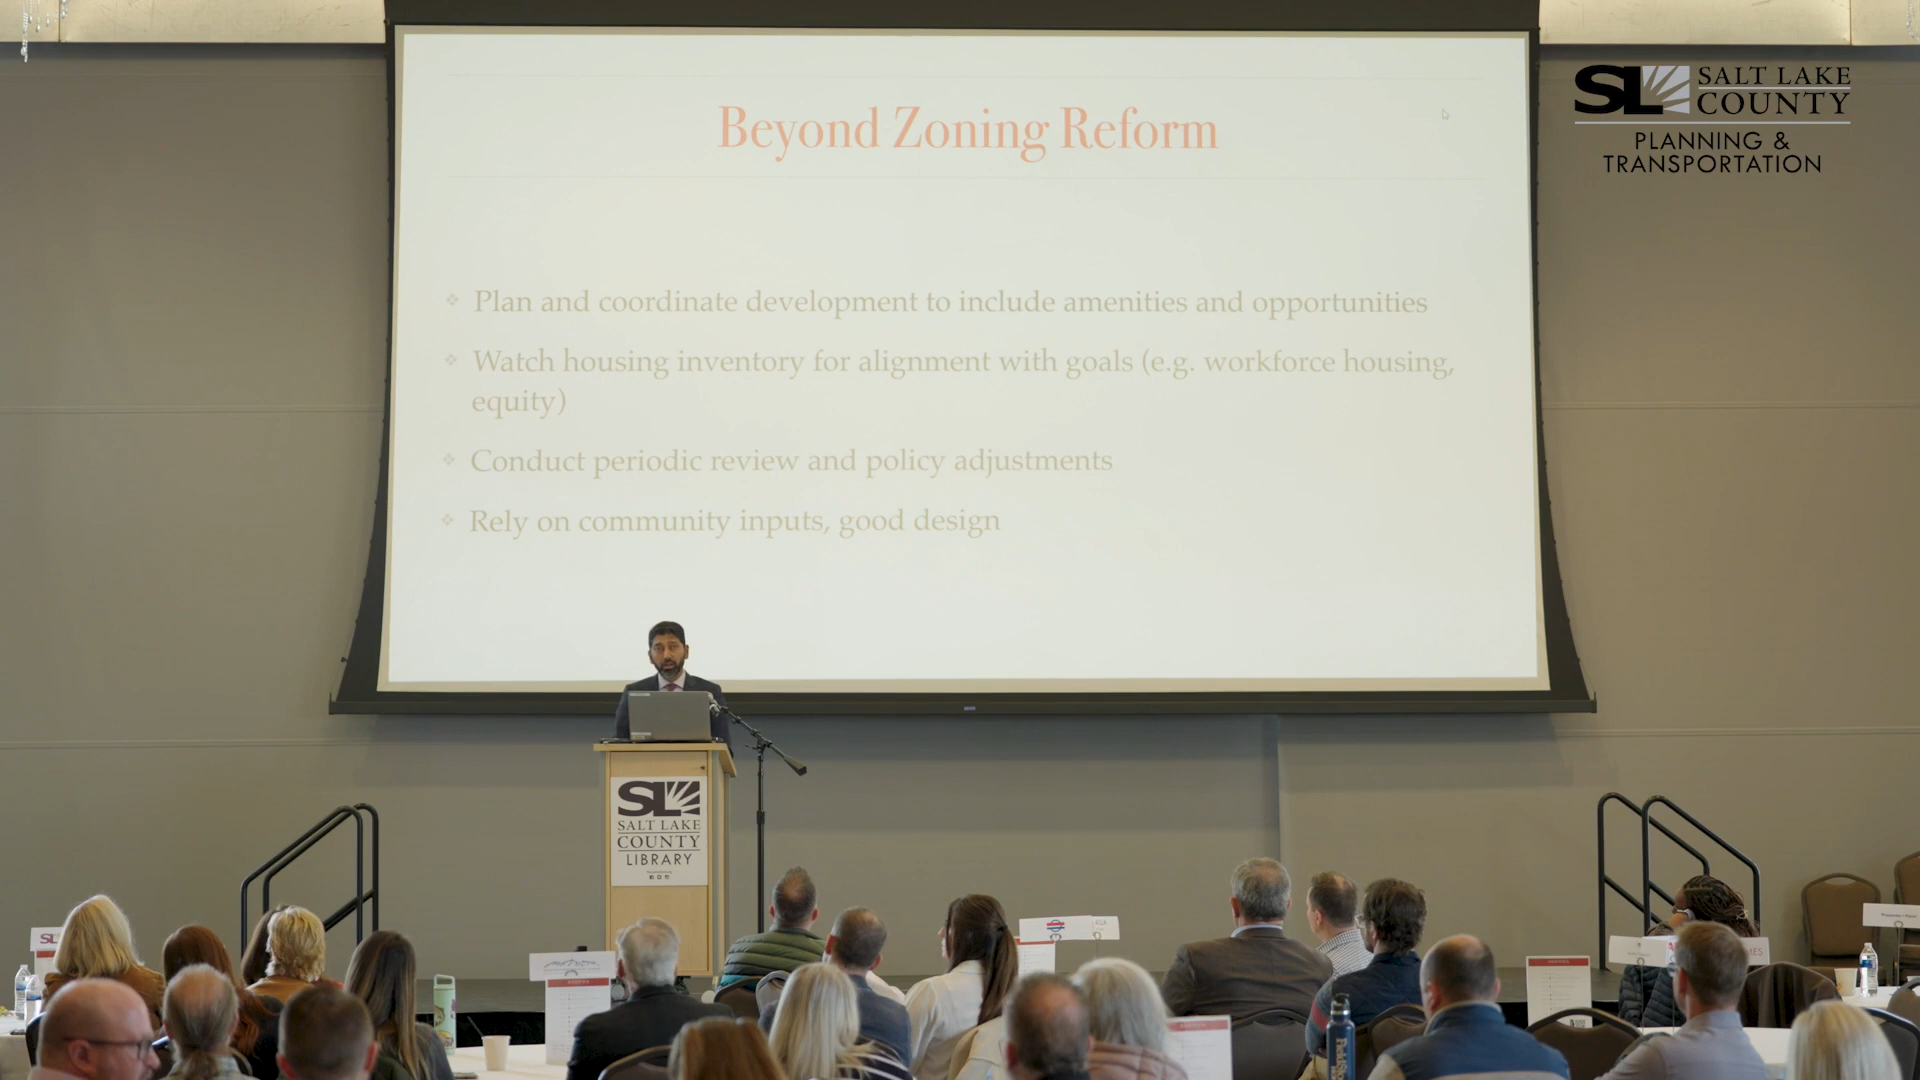 Beyond Zoning Reform
Plan and coordinate development to include amenities and opportunities
Watch housing inventory for alignment with goals (e.g. workforce housing,
equity)
Conduct periodic review and policy adjustments
Rely on community inputs, good design
SL
SALT LAKE
COUNTY
PLANNING &
TRANSPORTATION
SL
SALT LAKE
COUNTY
LIBRARY
SL